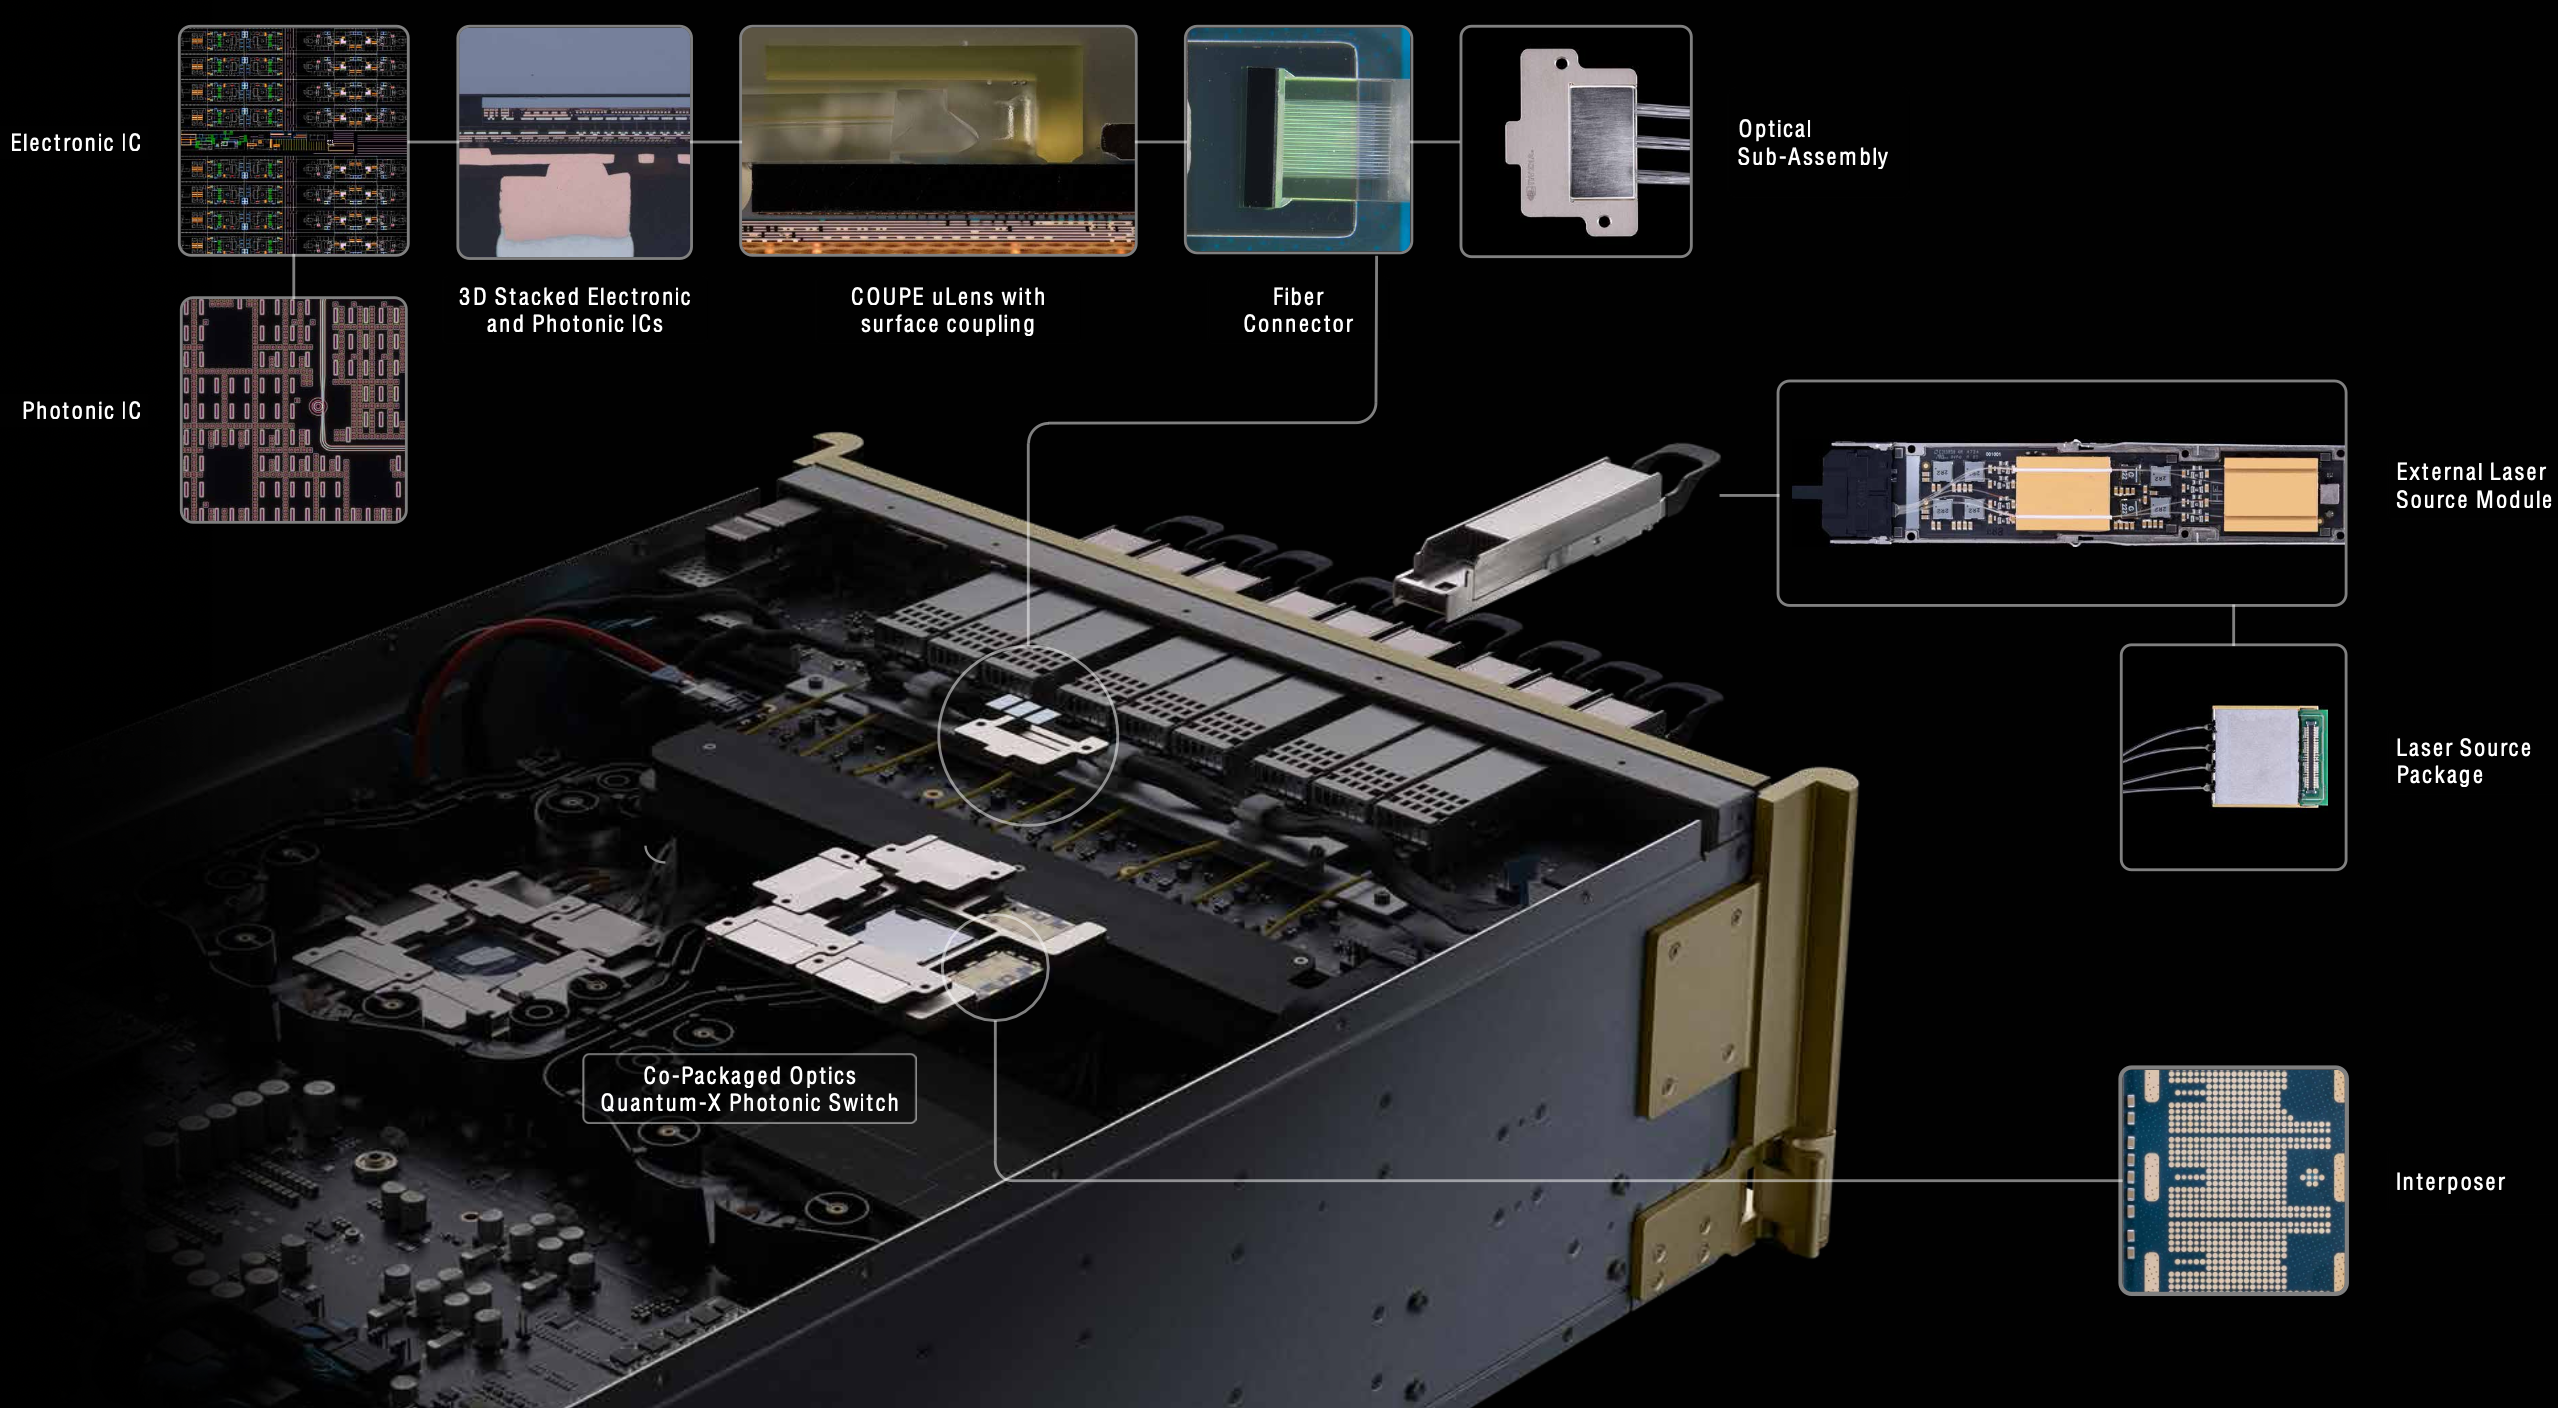 Electronic IC
Photonic IC
3D Stacked Electronic
and Photonic ICs
COUPE uLens with
surface coupling
Fiber
Connector
Optical
Sub-Assembly
External Laser
Source Module
Laser Source
Package
Co-Packaged Optics
Quantum-X Photonic Switch
Interposer